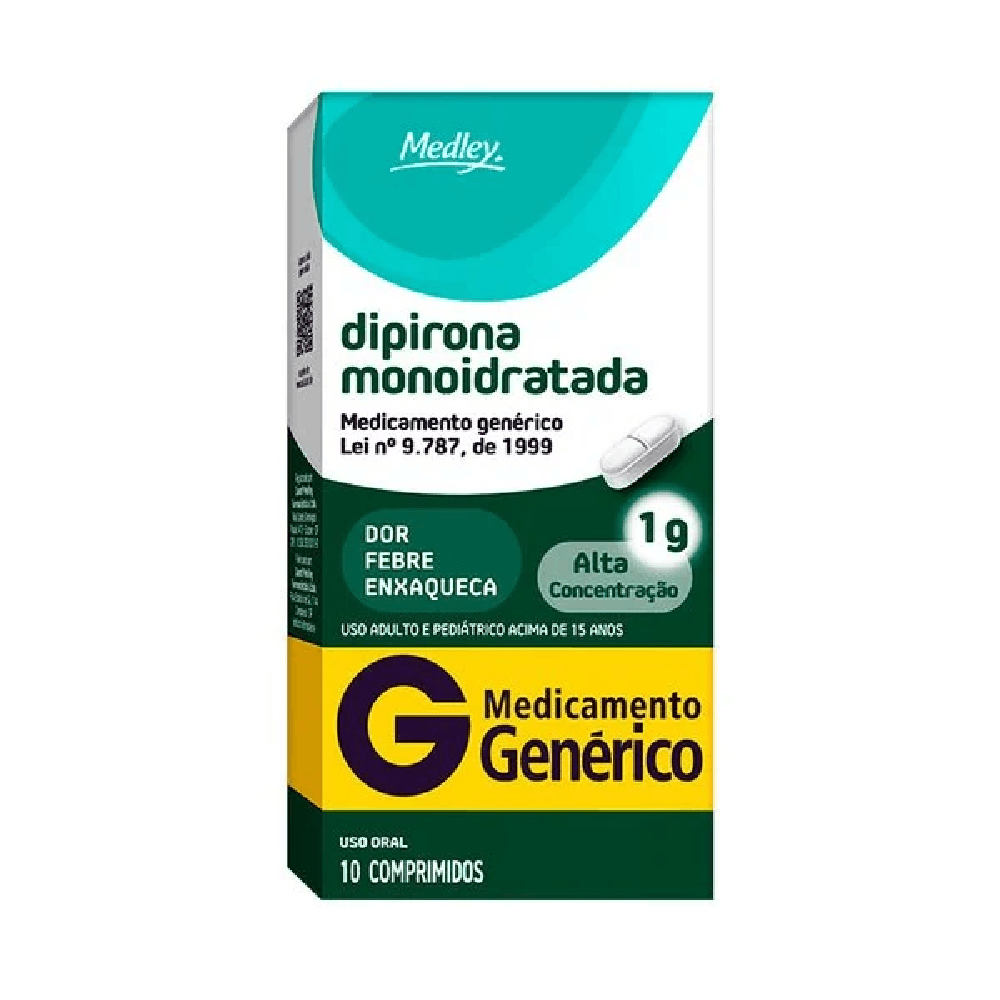 Medley.
dipirona
monoidratada
Medicamento genérico
Lei nº 9.787, de 1999
1g
Alta
Concentração
DOR
FEBRE
ENXAQUECA
USO ADULTO E PEDIÁTRICO ACIMA DE 15 ANOS
G
Medicamento
Genérico
USO ORAL
10 COMPRIMIDOS